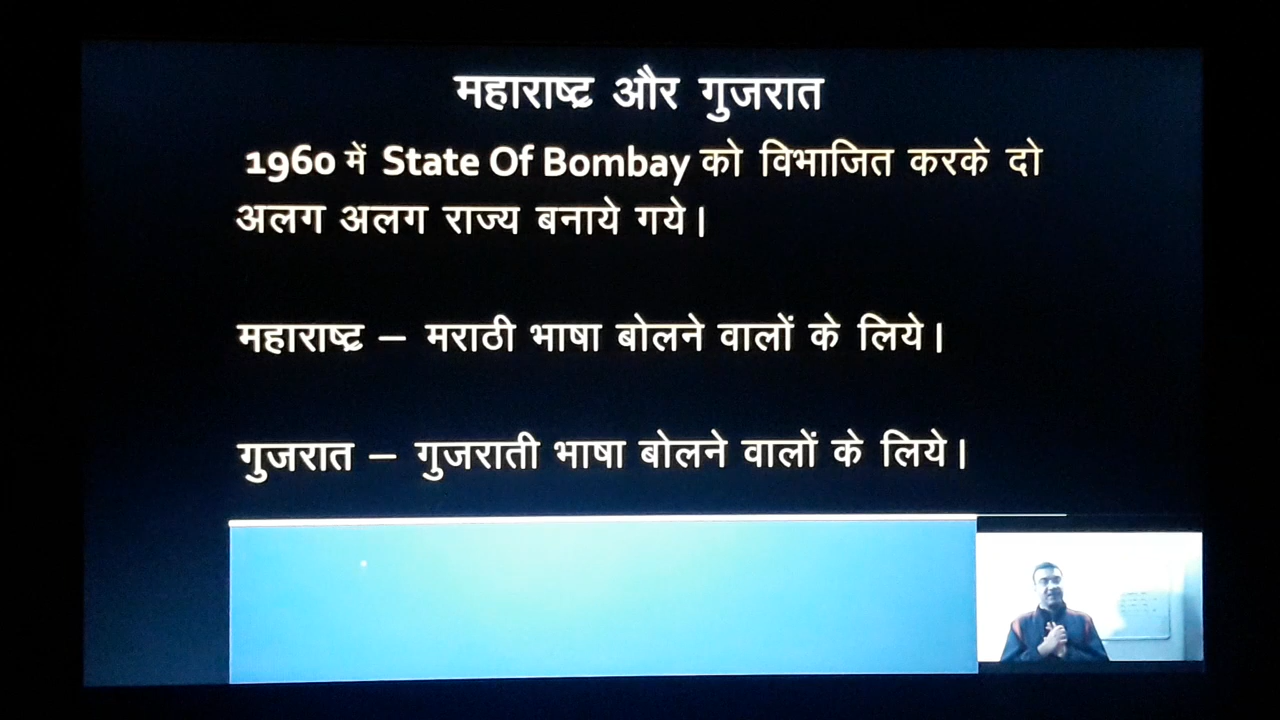 महाराष्ट्र और गुजरात
1960 में State Of Bombay को विभाजित करके दो
अलग अलग राज्य बनाये गये।
महाराष्ट्र – मराठी भाषा बोलने वालों के लिये।
गुजरात – गुजराती भाषा बोलने वालों के लिये।